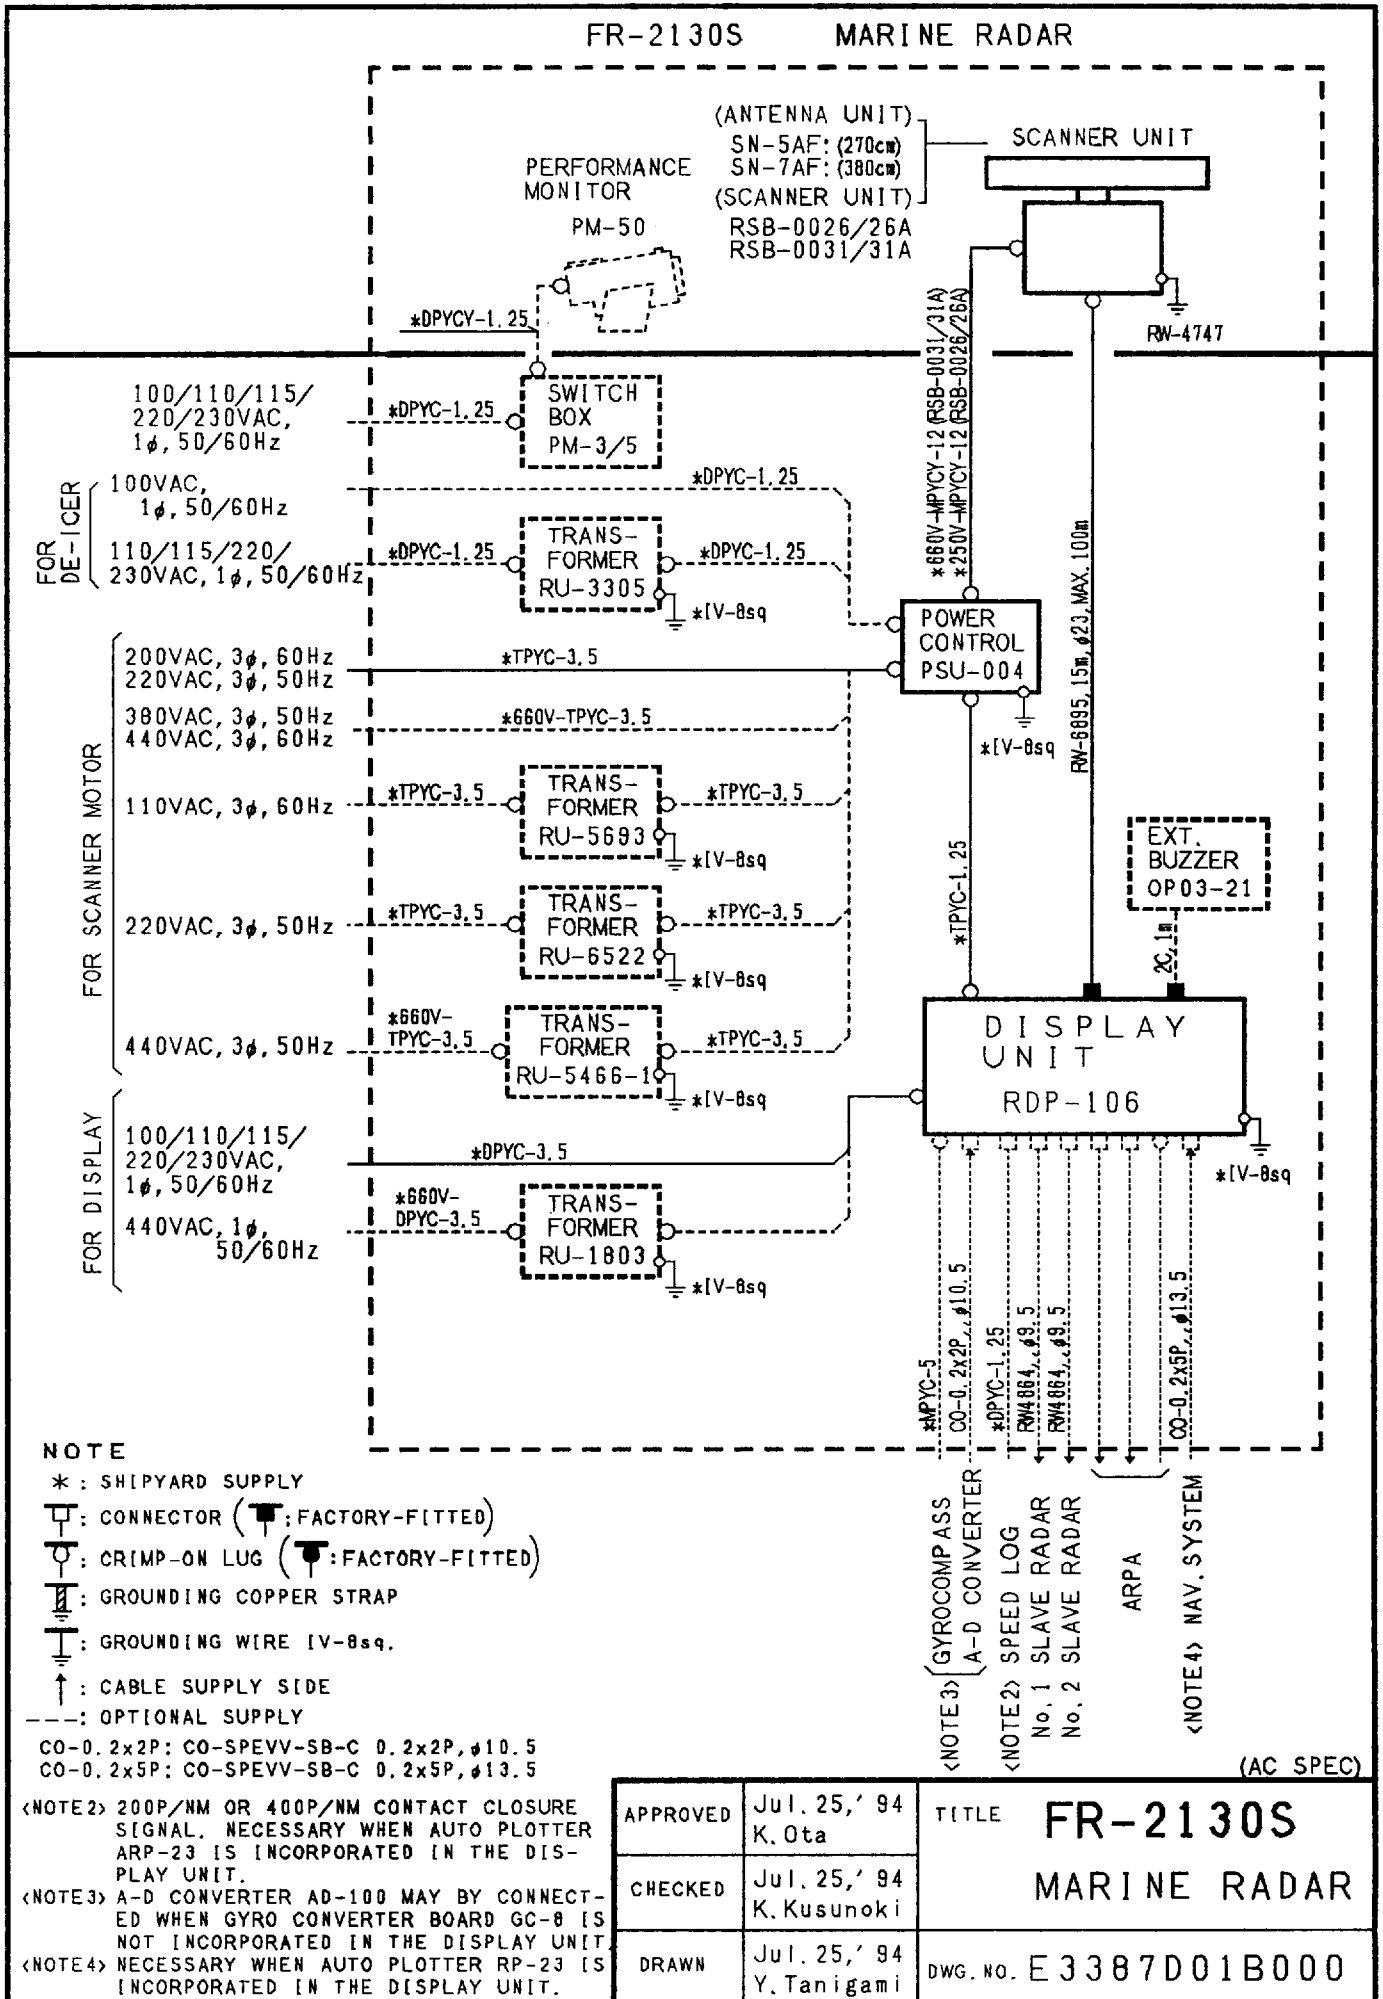 FR-2130S MARINE RADAR
(ANTENNA UNIT)
SN-5AF: (270cm)
SN-7AF: (380cm)
(SCANNER UNIT)
RSB-0026/26A
RSB-0031/31A
SCANNER UNIT
PERFORMANCE
MONITOR
PM-50
*DPYCY-1.25
RW-4747
*660V-MPYCY-12(RSB-0031/31A)
*250V-MPYCY-12(RSB-0026/26A)
100/110/115/
220/230VAC,
1φ,50/60Hz
*DPYC-1.25
SWITCH
BOX
PM-3/5
FOR
DE-ICER
100VAC,
1φ,50/60Hz
*DPYC-1.25
110/115/220/
230VAC,1φ,50/60Hz
*DPYC-1.25
TRANS-
FORMER
RU-3305
*DPYC-1.25
*IV-8sq
POWER
CONTROL
PSU-004
*IV-8sq
RW-6895,15m,φ23,MAX.100m
FOR SCANNER MOTOR
200VAC,3φ,60Hz
220VAC,3φ,50Hz
*TPYC-3.5
380VAC,3φ,50Hz
440VAC,3φ,60Hz
*660V-TPYC-3.5
110VAC,3φ,60Hz
*TPYC-3.5
TRANS-
FORMER
RU-5693
*TPYC-3.5
*IV-8sq
220VAC,3φ,50Hz
*TPYC-3.5
TRANS-
FORMER
RU-6522
*TPYC-3.5
*IV-8sq
440VAC,3φ,50Hz
*660V-
TPYC-3.5
TRANS-
FORMER
RU-5466-1
*TPYC-3.5
*IV-8sq
*TPYC-1.25
EXT.
BUZZER
OP03-21
2C,1m
DISPLAY
UNIT
RDP-106
*IV-8sq
FOR DISPLAY
100/110/115/
220/230VAC,
1φ,50/60Hz
*DPYC-3.5
440VAC,1φ,
50/60Hz
*660V-
DPYC-3.5
TRANS-
FORMER
RU-1803
*IV-8sq
*MPYC-5
CO-0.2x2P,,φ10.5
*DPYC-1.25
RW4864,,φ9.5
RW4864,,φ9.5
CO-0.2x5P,,φ13.5
<NOTE3>
GYROCOMPASS
A-D CONVERTER
<NOTE2> SPEED LOG
No.1 SLAVE RADAR
No.2 SLAVE RADAR
ARPA
<NOTE4> NAV.SYSTEM
NOTE
*: SHIPYARD SUPPLY
: CONNECTOR ( :FACTORY-FITTED)
: CRIMP-ON LUG ( :FACTORY-FITTED)
: GROUNDING COPPER STRAP
: GROUNDING WIRE IV-8sq.
: CABLE SUPPLY SIDE
---: OPTIONAL SUPPLY
CO-0.2x2P: CO-SPEVV-SB-C 0.2x2P,φ10.5
CO-0.2x5P: CO-SPEVV-SB-C 0.2x5P,φ13.5
<NOTE2> 200P/NM OR 400P/NM CONTACT CLOSURE
SIGNAL. NECESSARY WHEN AUTO PLOTTER
ARP-23 IS INCORPORATED IN THE DIS-
PLAY UNIT.
<NOTE3> A-D CONVERTER AD-100 MAY BY CONNECT-
ED WHEN GYRO CONVERTER BOARD GC-8 IS
NOT INCORPORATED IN THE DISPLAY UNIT
<NOTE4> NECESSARY WHEN AUTO PLOTTER RP-23 IS
INCORPORATED IN THE DISPLAY UNIT.
(AC SPEC)
APPROVED
Jul.25,'94
K.Ota
CHECKED
Jul.25,'94
K.Kusunoki
DRAWN
Jul.25,'94
Y.Tanigami
TITLE FR-2130S
MARINE RADAR
DWG.NO. E3387D01B000